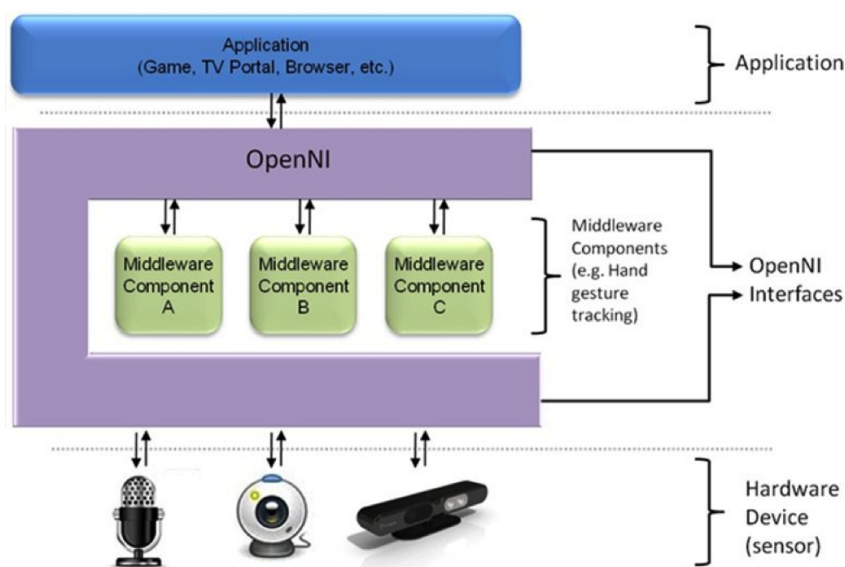 Application
(Game, TV Portal, Browser, etc.)
Application
OpenNI
Middleware
Component
A
Middleware
Component
B
Middleware
Component
C
Middleware
Components
(e.g. Hand
gesture
tracking)
OpenNI
Interfaces
Hardware
Device
(sensor)